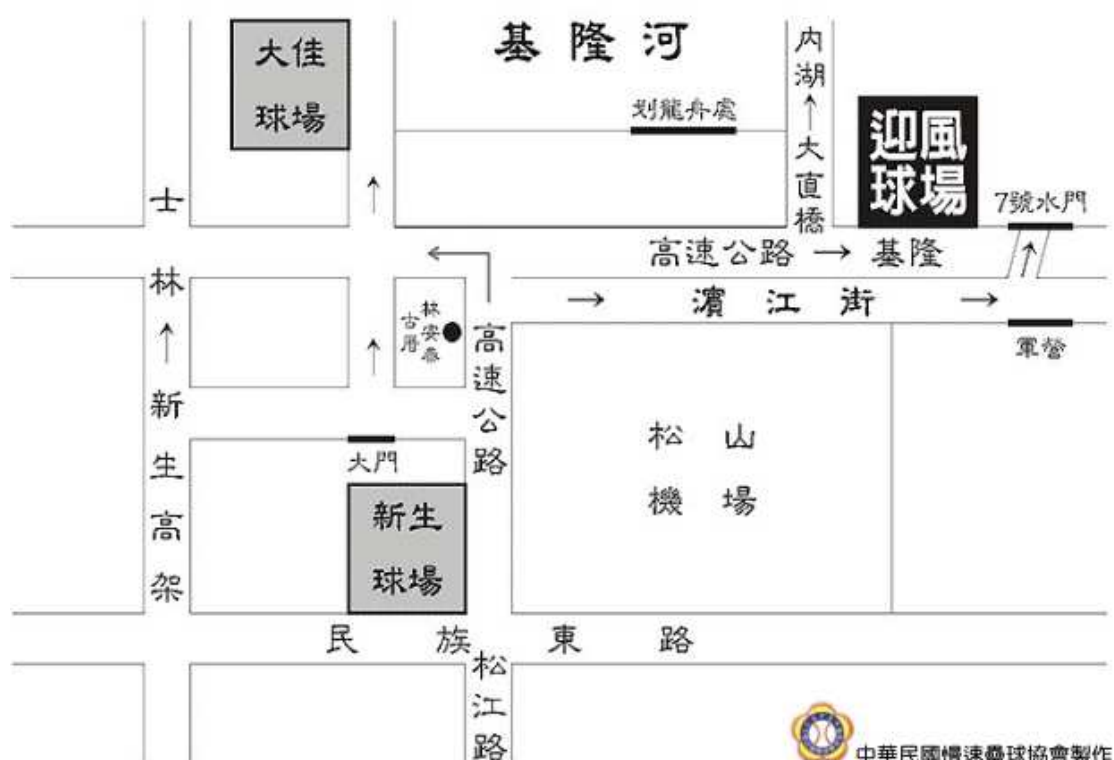 大佳
球場
基隆河
划龍舟處
內湖→大直橋
迎風
球場
7號水門
高速公路→基隆
→ 濱江街 →
軍營
士林→新生高架
林安泰
古厝
高速公路
松山
機場
大門
新生
球場
民族東路
松江路
中華民國慢速壘球協會製作